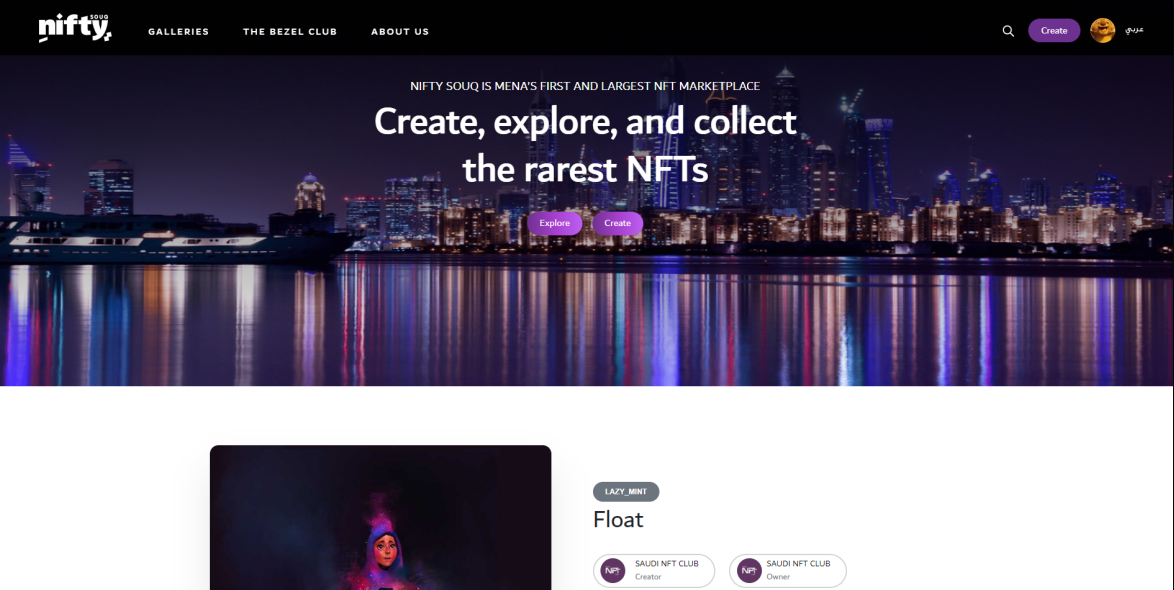 nifty
SOUQ
GALLERIES
THE BEZEL CLUB
ABOUT US
Create
عربي
NIFTY SOUQ IS MENA'S FIRST AND LARGEST NFT MARKETPLACE
Create, explore, and collect
the rarest NFTs
Explore
Create
LAZY_MINT
Float
NFT
SAUDI NFT CLUB
Creator
NFT
SAUDI NFT CLUB
Owner